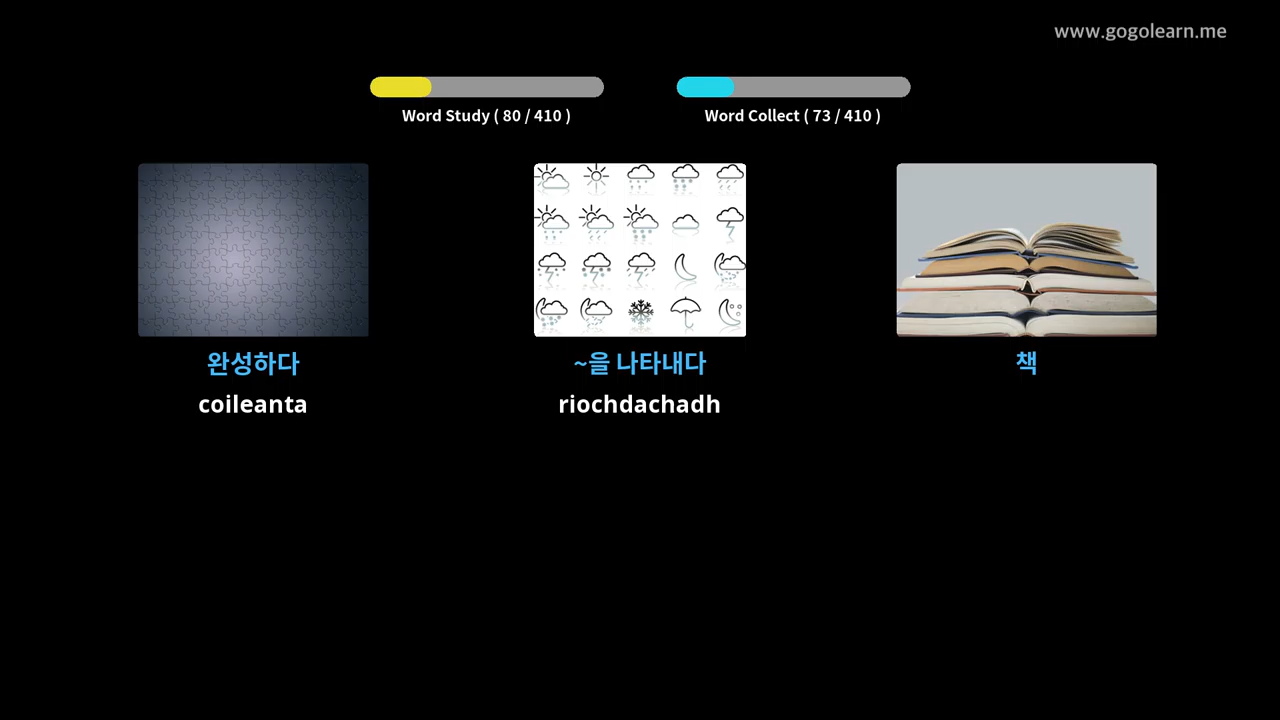 www.gogolearn.me
Word Study ( 80 / 410 )
Word Collect ( 73 / 410 )
완성하다
~을 나타내다
책
coileanta
riochdachadh